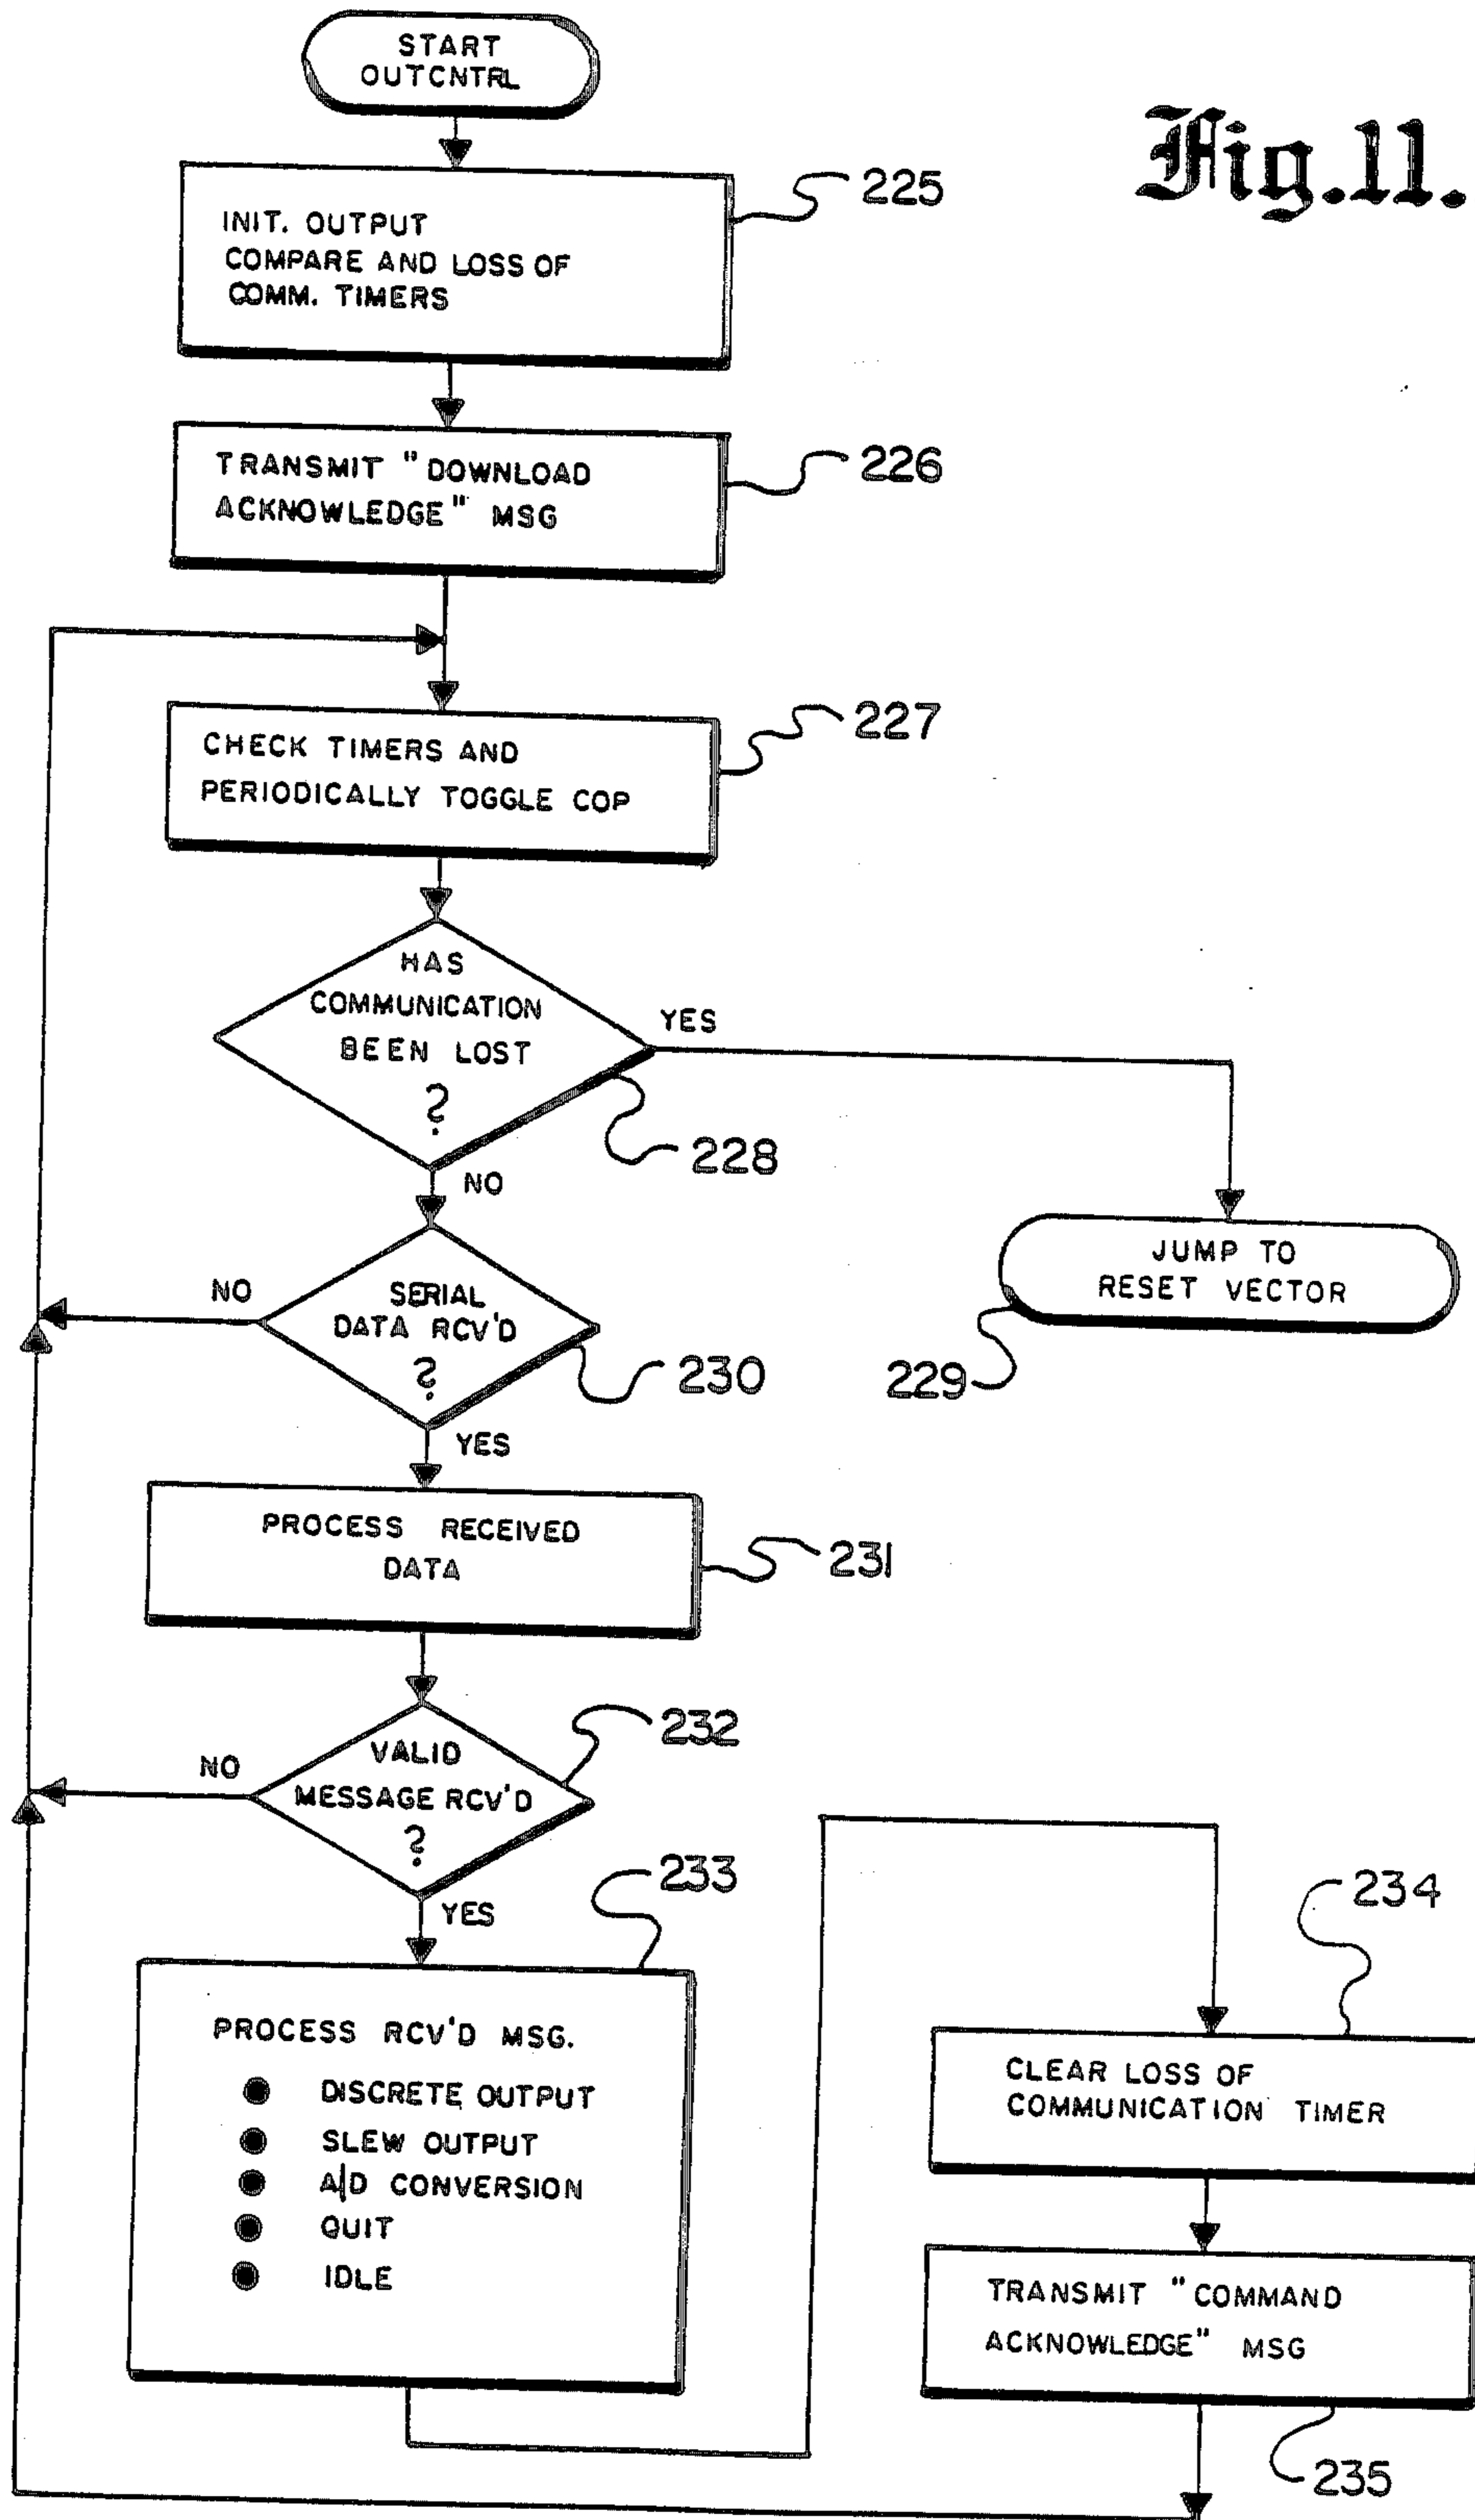 START
OUTCNTRL
Fig.11.
225
INIT. OUTPUT
COMPARE AND LOSS OF
COMM. TIMERS
226
TRANSMIT "DOWNLOAD
ACKNOWLEDGE" MSG
227
CHECK TIMERS AND
PERIODICALLY TOGGLE COP
HAS
COMMUNICATION
BEEN LOST
?
YES
228
NO
JUMP TO
RESET VECTOR
229
NO
SERIAL
DATA RCV'D
?
230
YES
PROCESS RECEIVED
DATA
231
232
NO
VALID
MESSAGE RCV'D
?
233
YES
PROCESS RCV'D MSG.
● DISCRETE OUTPUT
● SLEW OUTPUT
● A/D CONVERSION
● QUIT
● IDLE
234
CLEAR LOSS OF
COMMUNICATION TIMER
TRANSMIT "COMMAND
ACKNOWLEDGE" MSG
235